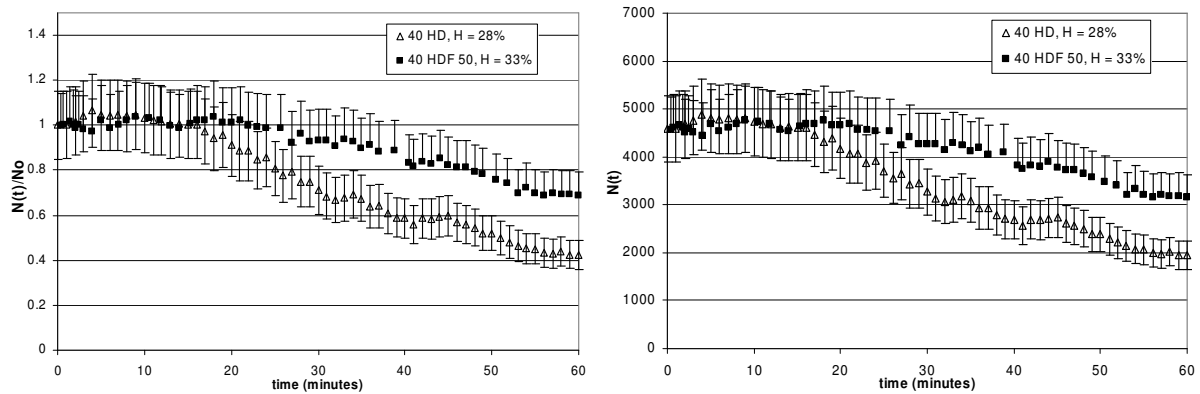 1.4
1.2
1
0.8
0.6
0.4
0.2
0
N(t)/No
0 10 20 30 40 50 60
time (minutes)
40 HD, H = 28%
40 HDF 50, H = 33%
7000
6000
5000
4000
3000
2000
1000
0
N(t)
0 10 20 30 40 50 60
time (minutes)
40 HD, H = 28%
40 HDF 50, H = 33%